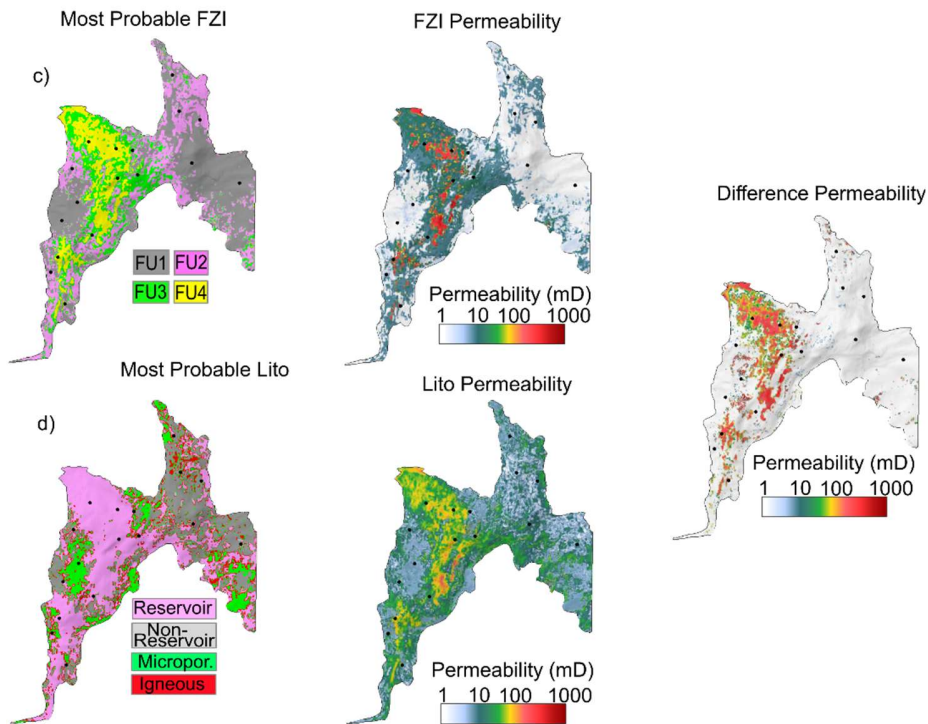 Most Probable FZI
FZI Permeability
c)
FU1 FU2
FU3 FU4
Permeability (mD)
1 10 100 1000
Difference Permeability
Permeability (mD)
1 10 100 1000
Most Probable Lito
Lito Permeability
d)
Reservoir
Non-
Reservoir
Micropor.
Igneous
Permeability (mD)
1 10 100 1000